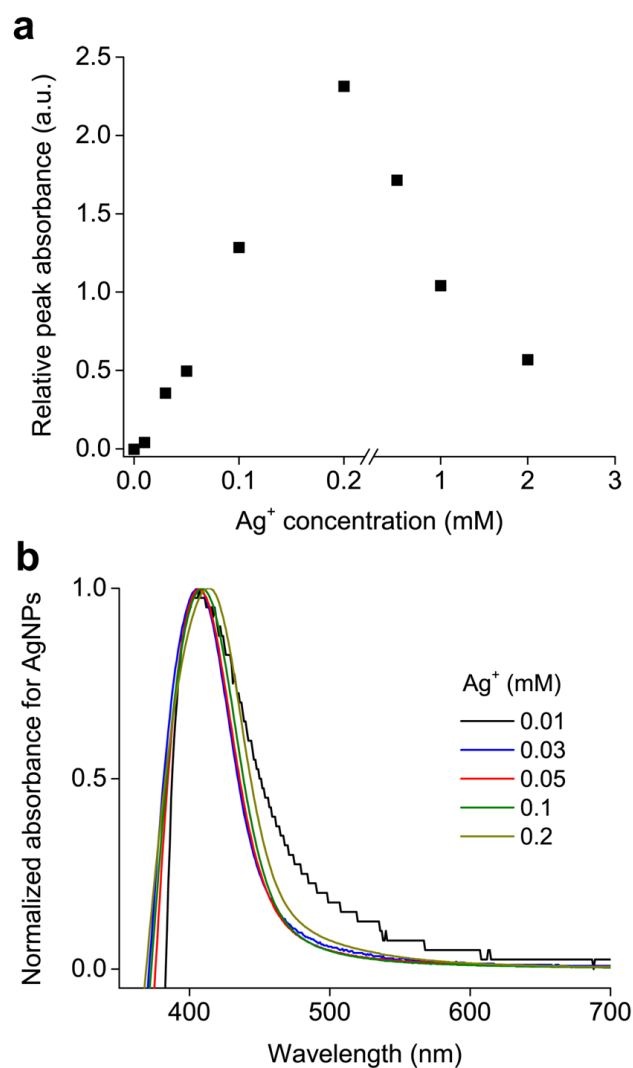 a
2.5
2.0
1.5
1.0
0.5
0.0
Relative peak absorbance (a.u.)
0.0 0.1 0.2 1 2 3
Ag⁺ concentration (mM)
b
1.0
0.5
0.0
Normalized absorbance for AgNPs
Ag⁺ (mM)
0.01
0.03
0.05
0.1
0.2
400 500 600 700
Wavelength (nm)